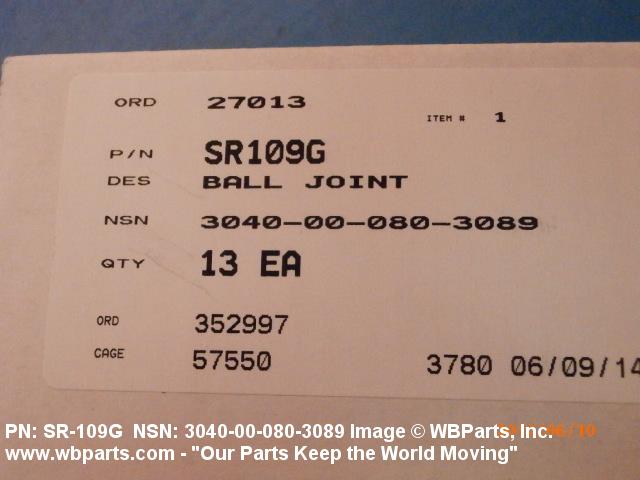 ORD 27013
ITEM # 1
P/N SR109G
DES BALL JOINT
NSN 3040-00-080-3089
QTY 13 EA
ORD 352997
CAGE 57550 3780 06/09/14
PN: SR-109G NSN: 3040-00-080-3089 Image © WBParts, Inc.
www.wbparts.com - "Our Parts Keep the World Moving"